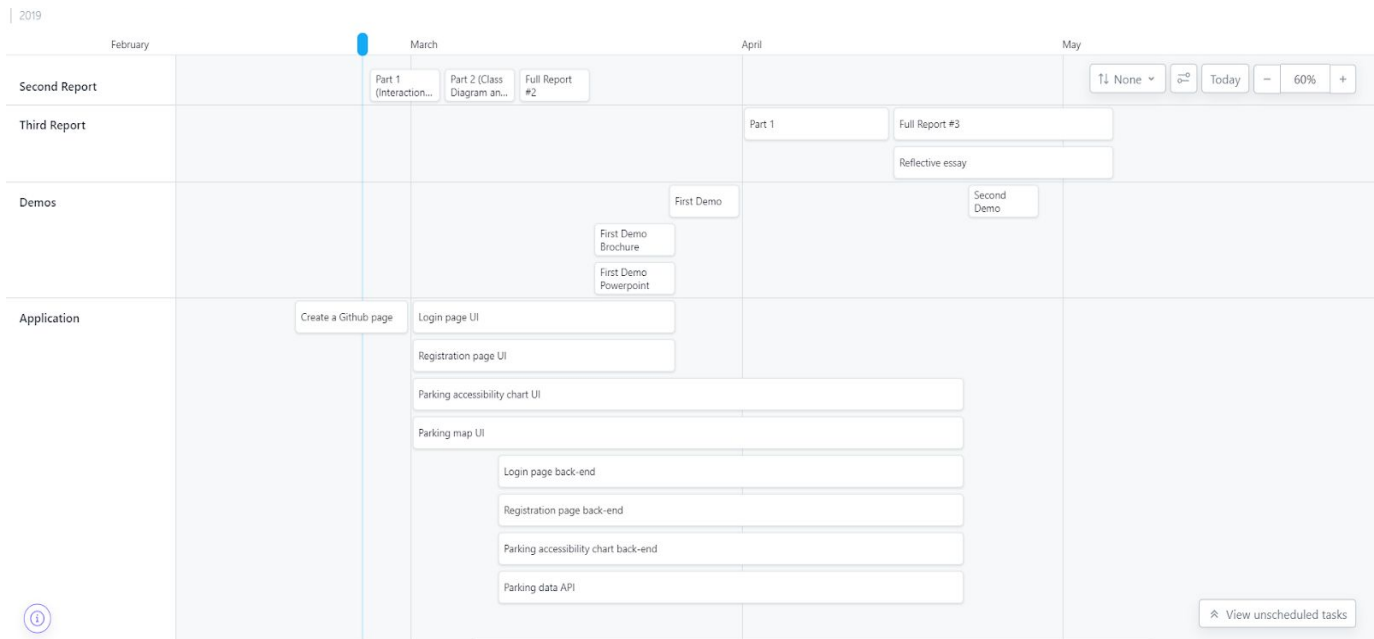 2019
February
March
April
May
Second Report
Part 1
(Interaction...
Part 2 (Class
Diagram an...
Full Report
#2
None
Today
−
60%
+
Third Report
Part 1
Full Report #3
Reflective essay
Demos
First Demo
Second
Demo
First Demo
Brochure
First Demo
Powerpoint
Application
Create a Github page
Login page UI
Registration page UI
Parking accessibility chart UI
Parking map UI
Login page back-end
Registration page back-end
Parking accessibility chart back-end
Parking data API
View unscheduled tasks